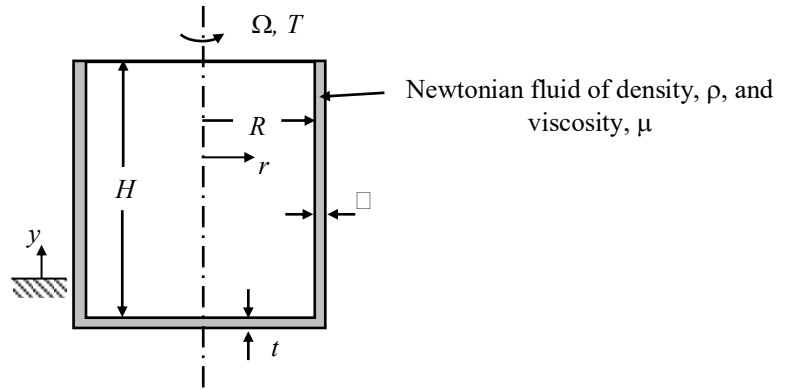 Ω, T
Newtonian fluid of density, ρ, and
viscosity, μ
R
r
H
□
y
t